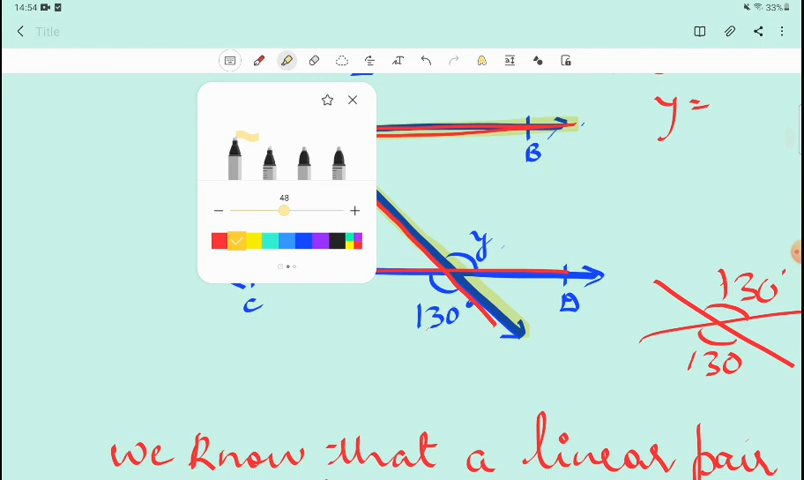 14:54
33%
Title
y=
B
48
y
C
130°
D
130°
130
we know that a linear pair